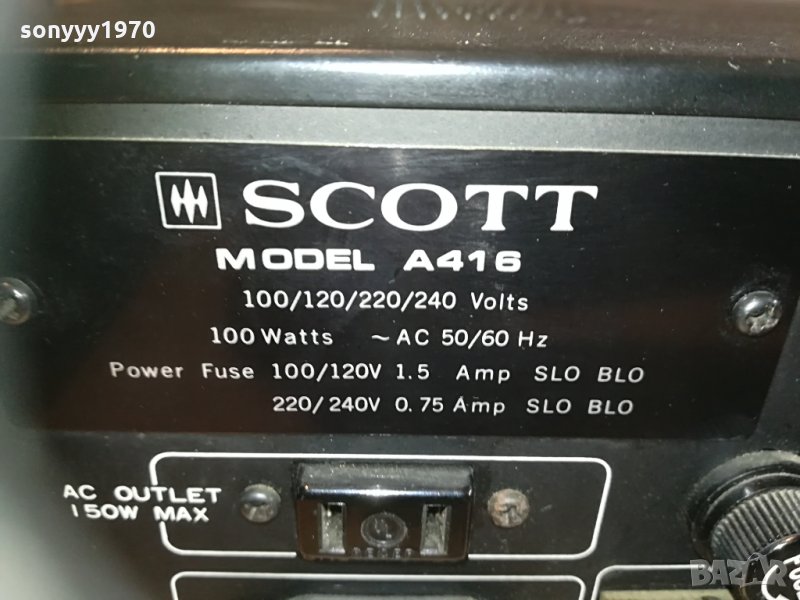 sonyyy1970
SCOTT
MODEL A416
100/120/220/240 Volts
100 Watts ~ AC 50/60 Hz
Power Fuse 100/120V 1.5 Amp SLO BLO
220/240V 0.75 Amp SLO BLO
AC OUTLET
150W MAX
BAZAR